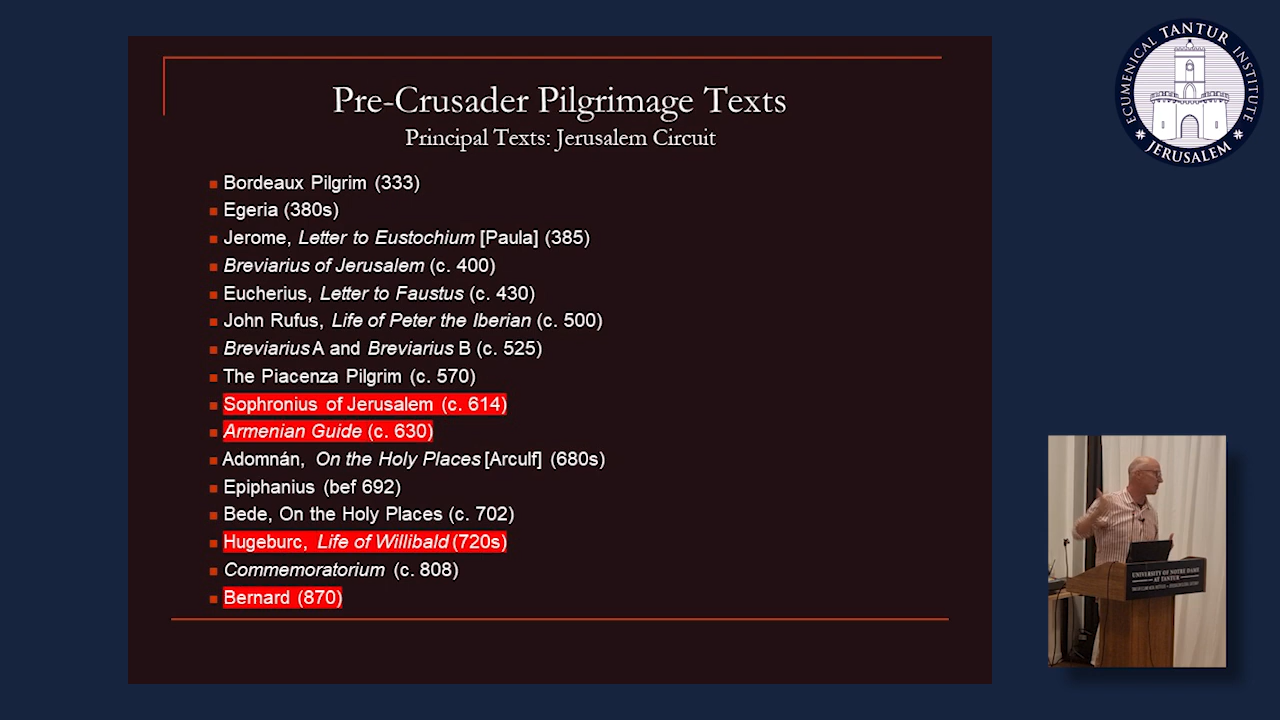 Pre-Crusader Pilgrimage Texts
Principal Texts: Jerusalem Circuit
Bordeaux Pilgrim (333)
Egeria (380s)
Jerome, Letter to Eustochium [Paula] (385)
Breviarius of Jerusalem (c. 400)
Eucherius, Letter to Faustus (c. 430)
John Rufus, Life of Peter the Iberian (c. 500)
Breviarius A and Breviarius B (c. 525)
The Piacenza Pilgrim (c. 570)
Sophronius of Jerusalem (c. 614)
Armenian Guide (c. 630)
Adomnán, On the Holy Places [Arculf] (680s)
Epiphanius (bef 692)
Bede, On the Holy Places (c. 702)
Hugeburc, Life of Willibald (720s)
Commemoratorium (c. 808)
Bernard (870)
ECUMENICAL TANTUR INSTITUTE
JERUSALEM
UNIVERSITY OF NOTRE DAME
AT TANTUR